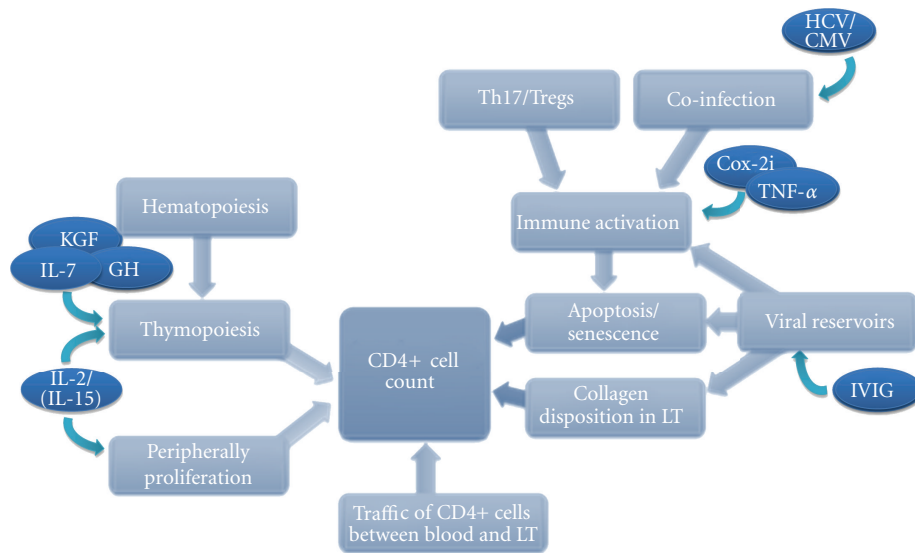 HCV/
CMV
Th17/Tregs
Co-infection
Cox-2i
TNF-α
Hematopoiesis
Immune activation
KGF
IL-7
GH
Thymopoiesis
Apoptosis/
senescence
Viral reservoirs
CD4+ cell
count
IL-2/
(IL-15)
Collagen
disposition in LT
IVIG
Peripherally
proliferation
Traffic of CD4+ cells
between blood and LT